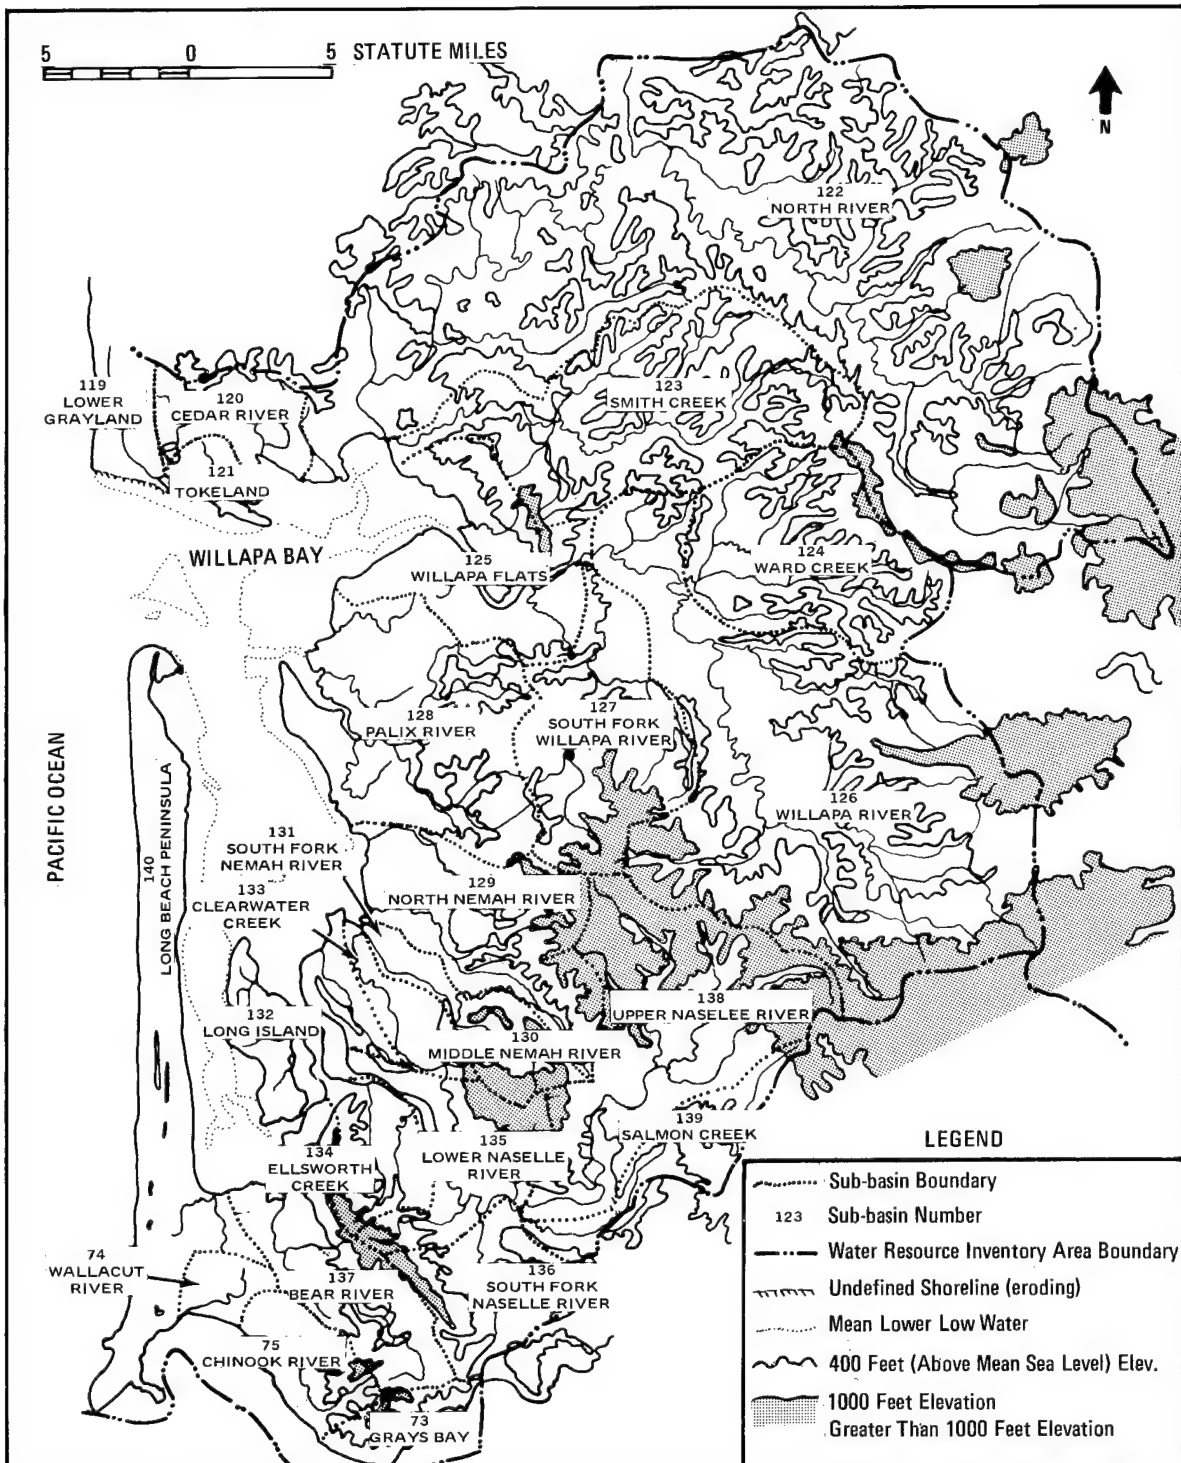 5 0 5 STATUTE MILES
N
122
NORTH RIVER
119
LOWER
GRAYLAND
120
CEDAR RIVER
123
SMITH CREEK
121
TOKELAND
WILLAPA BAY
125
WILLAPA FLATS
124
WARD CREEK
128
PALIX RIVER
127
SOUTH FORK
WILLAPA RIVER
126
WILLAPA RIVER
PACIFIC OCEAN
140
LONG BEACH PENINSULA
131
SOUTH FORK
NEMAH RIVER
133
CLEARWATER
CREEK
129
NORTH NEMAH RIVER
132
LONG ISLAND
130
MIDDLE NEMAH RIVER
138
UPPER NASELEE RIVER
139
SALMON CREEK
134
ELLSWORTH
CREEK
135
LOWER NASELLE
RIVER
74
WALLACUT
RIVER
137
BEAR RIVER
136
SOUTH FORK
NASELLE RIVER
75
CHINOOK RIVER
73
GRAYS BAY
LEGEND
Sub-basin Boundary
123 Sub-basin Number
Water Resource Inventory Area Boundary
Undefined Shoreline (eroding)
Mean Lower Low Water
400 Feet (Above Mean Sea Level) Elev.
1000 Feet Elevation
Greater Than 1000 Feet Elevation